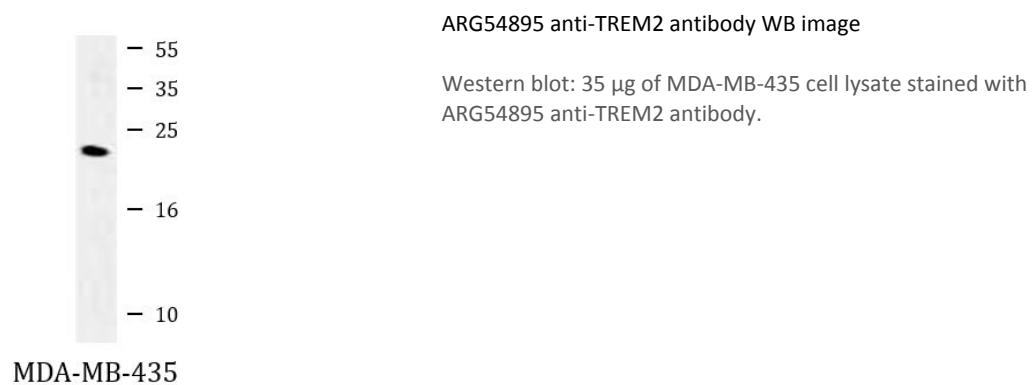 ARG54895 anti-TREM2 antibody WB image
Western blot: 35 µg of MDA-MB-435 cell lysate stained with
ARG54895 anti-TREM2 antibody.
55
35
25
16
10
MDA-MB-435